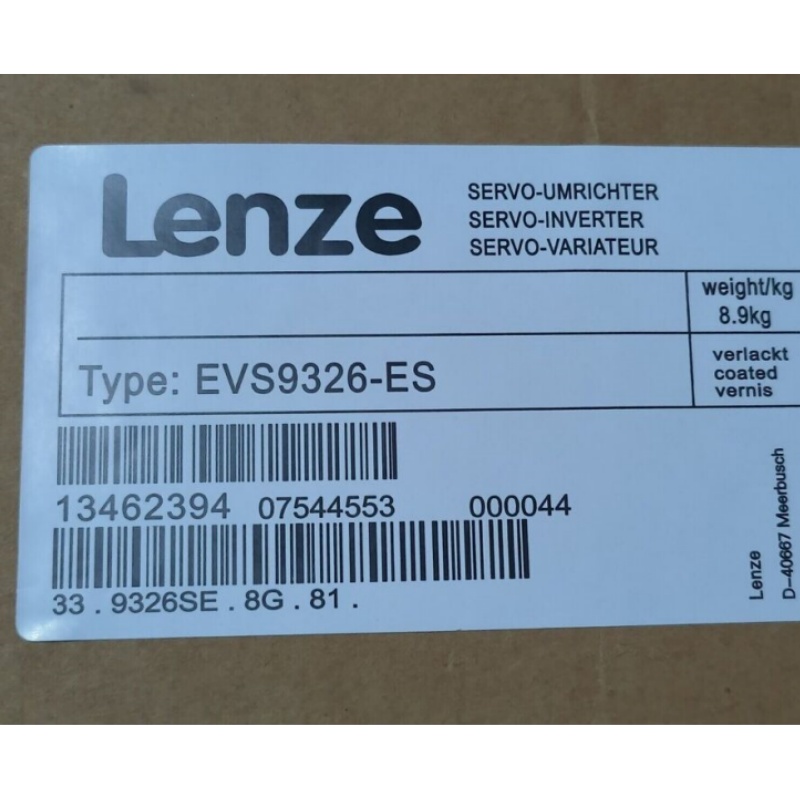 Lenze
SERVO-UMRICHTER
SERVO-INVERTER
SERVO-VARIATEUR
weight/kg
8.9kg
Type: EVS9326-ES
verlackt
coated
vernis
13462394 07544553 000044
33 . 9326SE . 8G . 81 .
Lenze
D-40667 Meerbusch